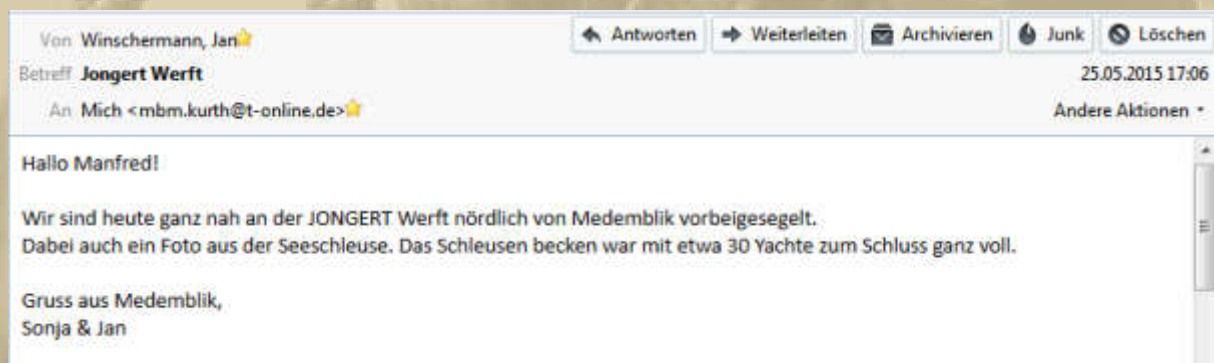 Von Winschermann, Jan
Antworten Weiterleiten Archivieren Junk Löschen
Betreff Jongert Werft
25.05.2015 17:06
An Mich <mbm.kurth@t-online.de>
Andere Aktionen
Hallo Manfred!
Wir sind heute ganz nah an der JONGERT Werft nördlich von Medemblik vorbeigesegelt.
Dabei auch ein Foto aus der Seeschleuse. Das Schleusen becken war mit etwa 30 Yachte zum Schluss ganz voll.
Gruss aus Medemblik,
Sonja & Jan